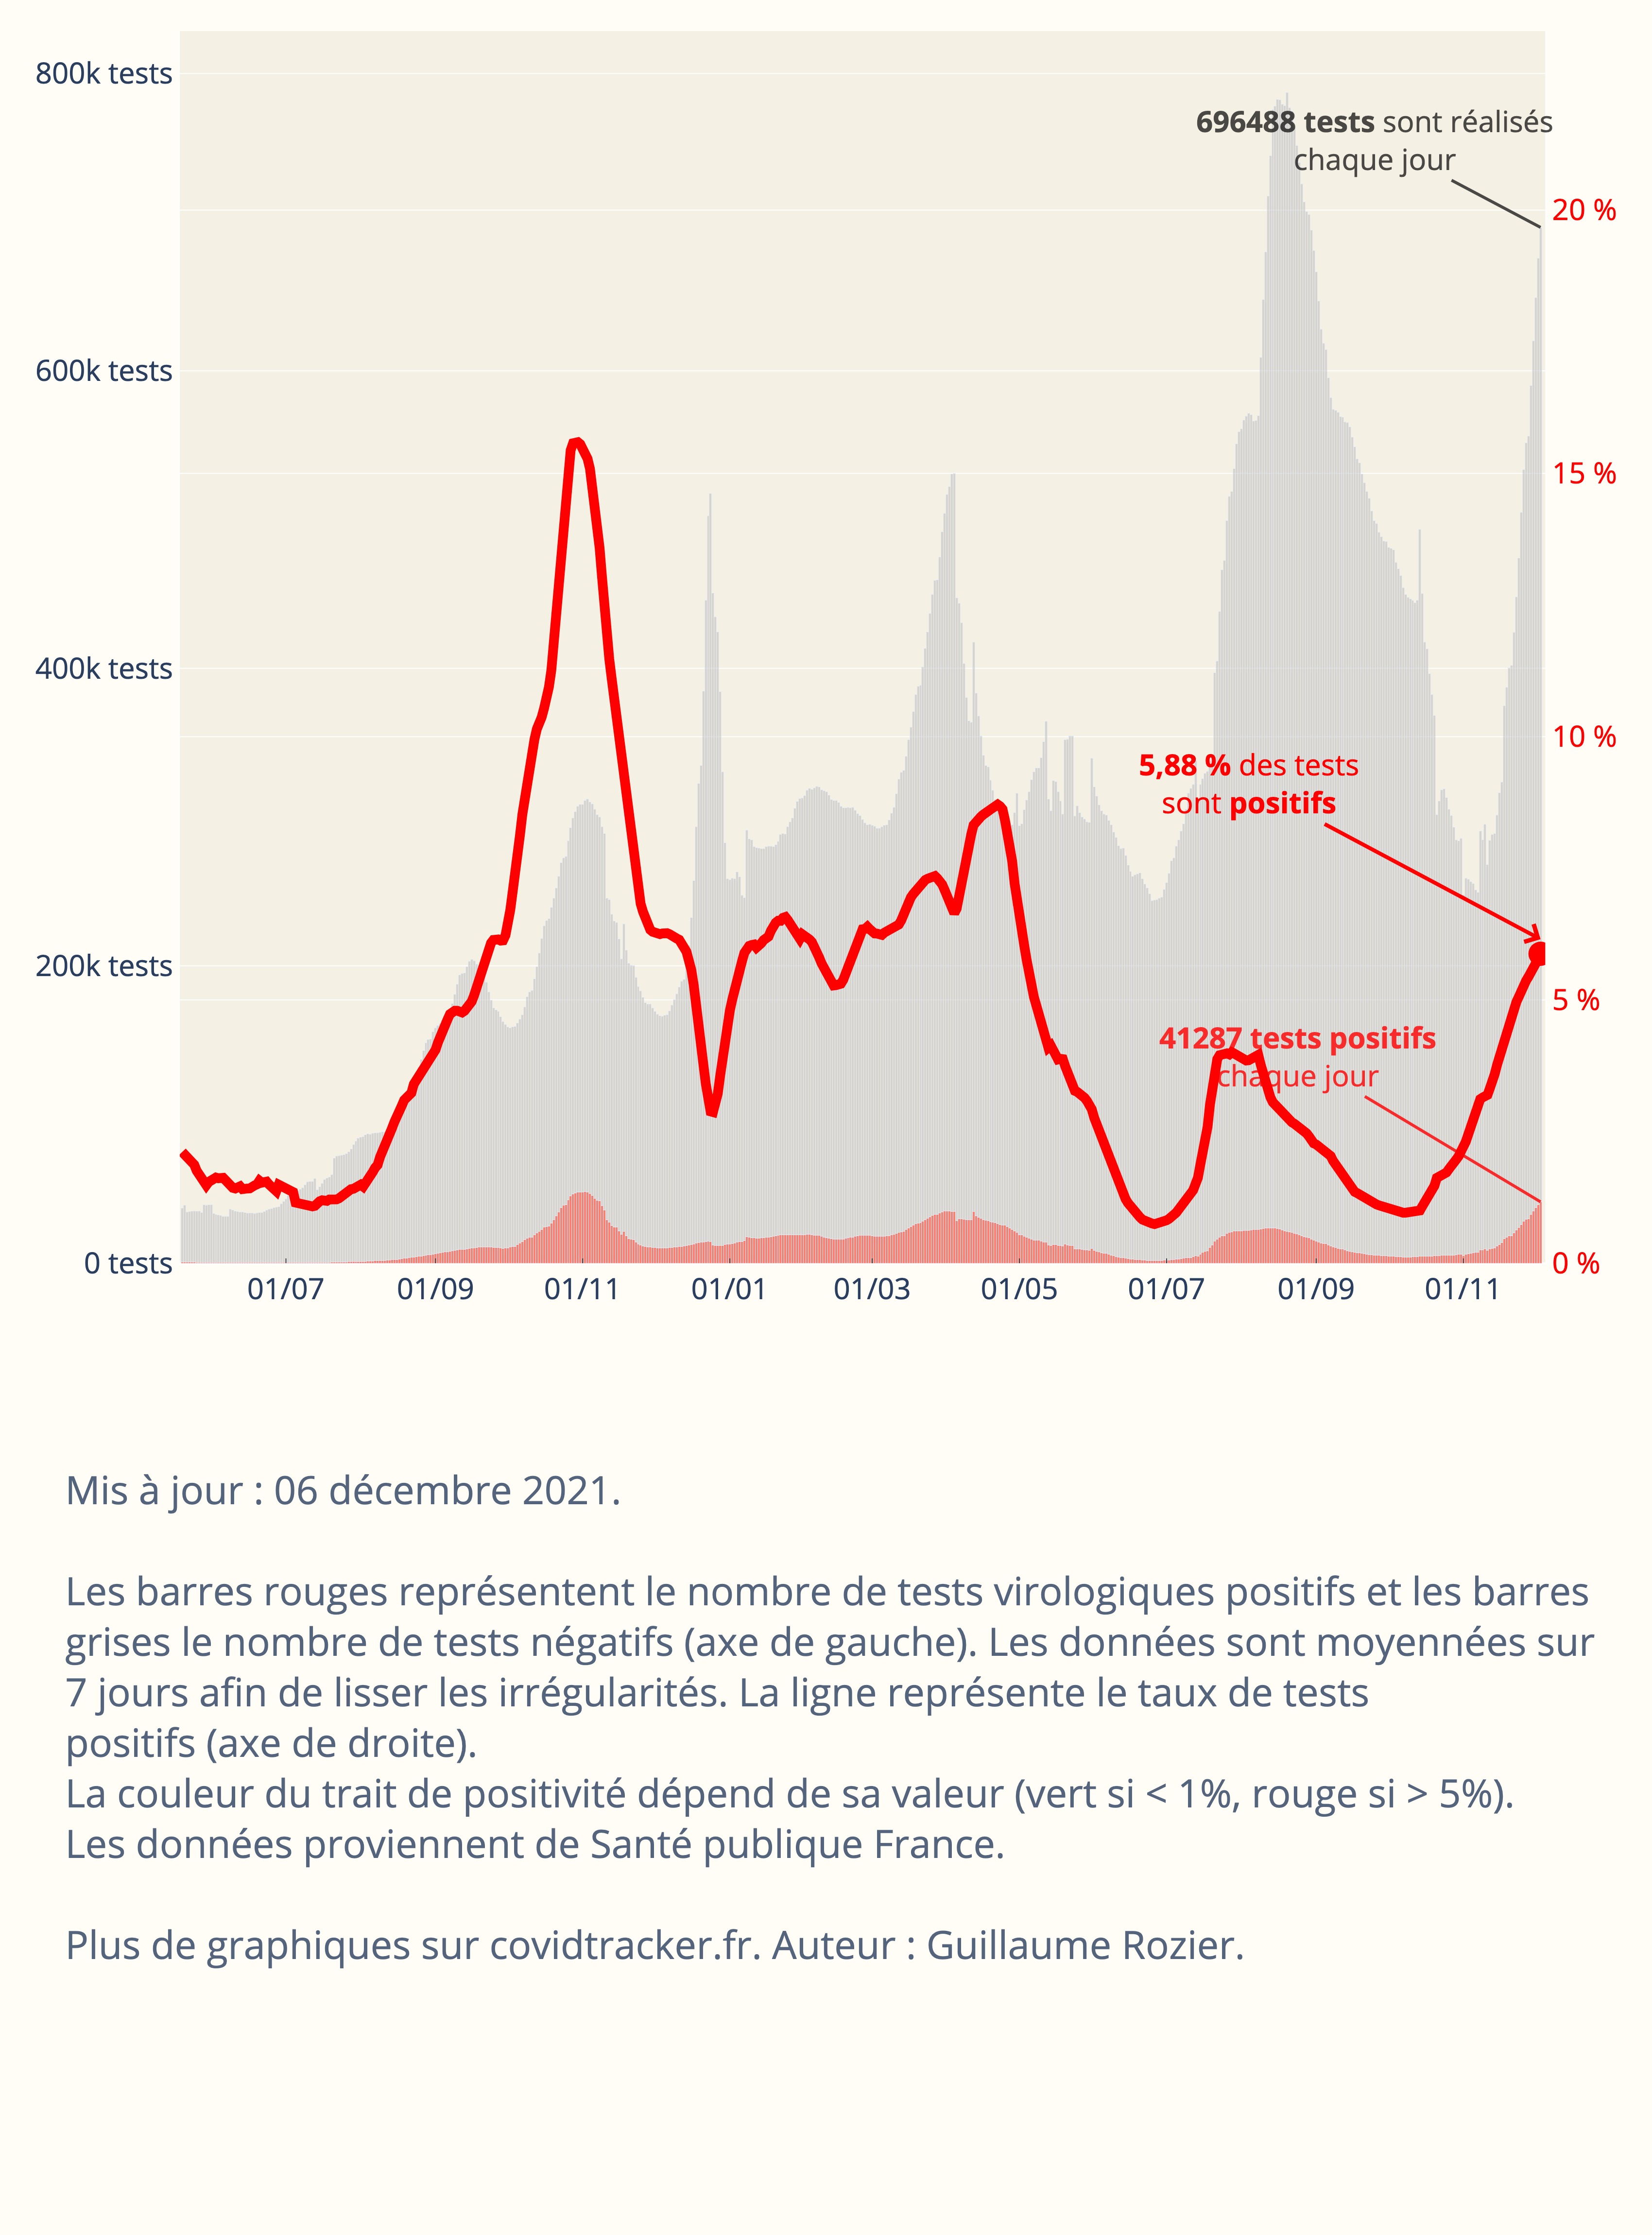 800k tests
696488 tests sont réalisés
chaque jour
20 %
600k tests
15 %
400k tests
10 %
5,88 % des tests
sont positifs
200k tests
5 %
41287 tests positifs
chaque jour
0 tests
0 %
01/07 01/09 01/11 01/01 01/03 01/05 01/07 01/09 01/11
Mis à jour : 06 décembre 2021.
Les barres rouges représentent le nombre de tests virologiques positifs et les barres
grises le nombre de tests négatifs (axe de gauche). Les données sont moyennées sur
7 jours afin de lisser les irrégularités. La ligne représente le taux de tests
positifs (axe de droite).
La couleur du trait de positivité dépend de sa valeur (vert si < 1%, rouge si > 5%).
Les données proviennent de Santé publique France.
Plus de graphiques sur covidtracker.fr. Auteur : Guillaume Rozier.